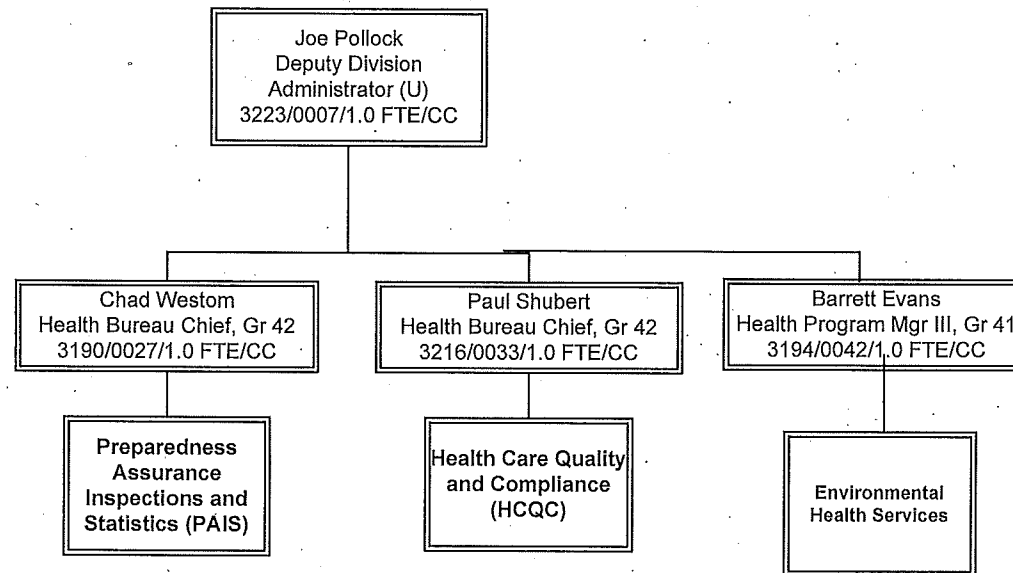 Joe Pollock
Deputy Division
Administrator (U)
3223/0007/1.0 FTE/CC
Chad Westom
Health Bureau Chief, Gr 42
3190/0027/1.0 FTE/CC
Paul Shubert
Health Bureau Chief, Gr 42
3216/0033/1.0 FTE/CC
Barrett Evans
Health Program Mgr III, Gr 41
3194/0042/1.0 FTE/CC
Preparedness
Assurance
Inspections and
Statistics (PAIS)
Health Care Quality
and Compliance
(HCQC)
Environmental
Health Services